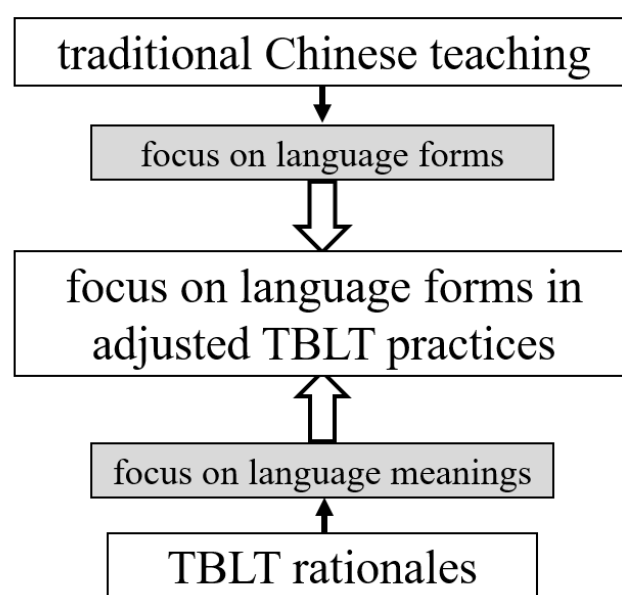 traditional Chinese teaching
focus on language forms
focus on language forms in
adjusted TBLT practices
focus on language meanings
TBLT rationales